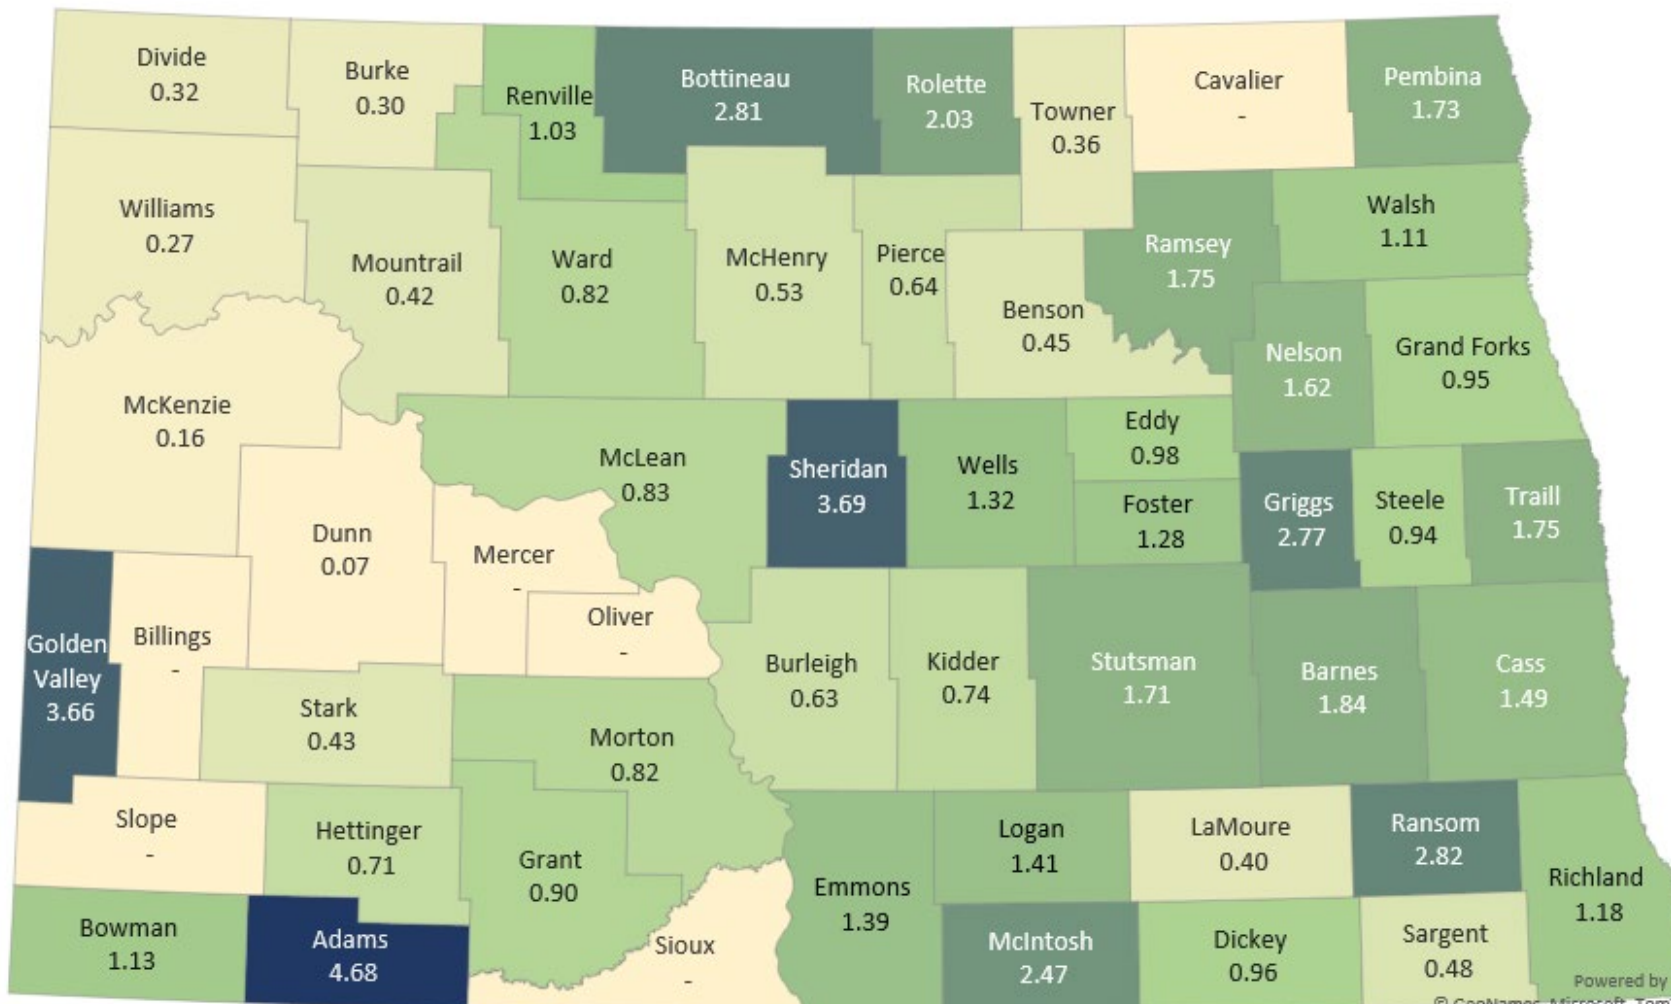 Divide
0.32
Burke
0.30
Renville
1.03
Bottineau
2.81
Rolette
2.03
Towner
0.36
Cavalier
-
Pembina
1.73
Williams
0.27
Mountrail
0.42
Ward
0.82
McHenry
0.53
Pierce
0.64
Benson
0.45
Ramsey
1.75
Walsh
1.11
Nelson
1.62
Grand Forks
0.95
McKenzie
0.16
Dunn
0.07
Mercer
-
Oliver
-
McLean
0.83
Sheridan
3.69
Wells
1.32
Eddy
0.98
Foster
1.28
Griggs
2.77
Steele
0.94
Traill
1.75
Golden
Valley
3.66
Billings
-
Stark
0.43
Morton
0.82
Burleigh
0.63
Kidder
0.74
Stutsman
1.71
Barnes
1.84
Cass
1.49
Slope
-
Hettinger
0.71
Grant
0.90
Emmons
1.39
Logan
1.41
LaMoure
0.40
Ransom
2.82
Richland
1.18
Bowman
1.13
Adams
4.68
Sioux
-
McIntosh
2.47
Dickey
0.96
Sargent
0.48
Powered by
© GeoNames, Microsoft,